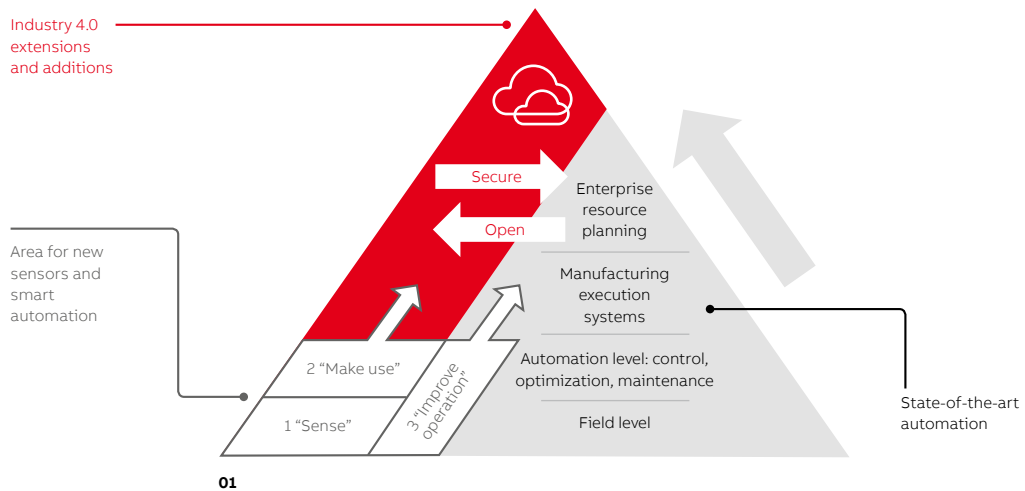 Industry 4.0
extensions
and additions
Secure
Open
Enterprise
resource
planning
Manufacturing
execution
systems
Automation level: control,
optimization, maintenance
Field level
Area for new
sensors and
smart
automation
2 “Make use”
1 “Sense”
3 “Improve
operation”
State-of-the-art
automation
01